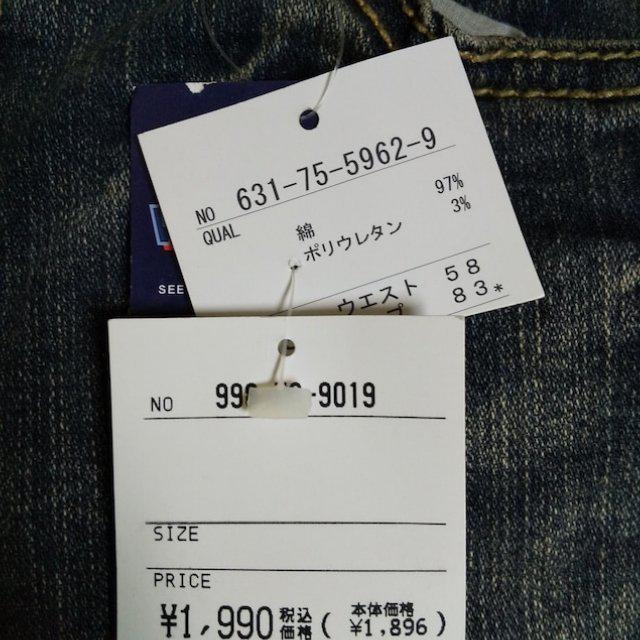 NO 631-75-5962-9
QUAL 綿 97%
ポリウレタン 3%
ウエスト 58
83*
SEE
NO -9019
SIZE
PRICE
¥1,990 税込価格 ( 本体価格 ¥1,896 )